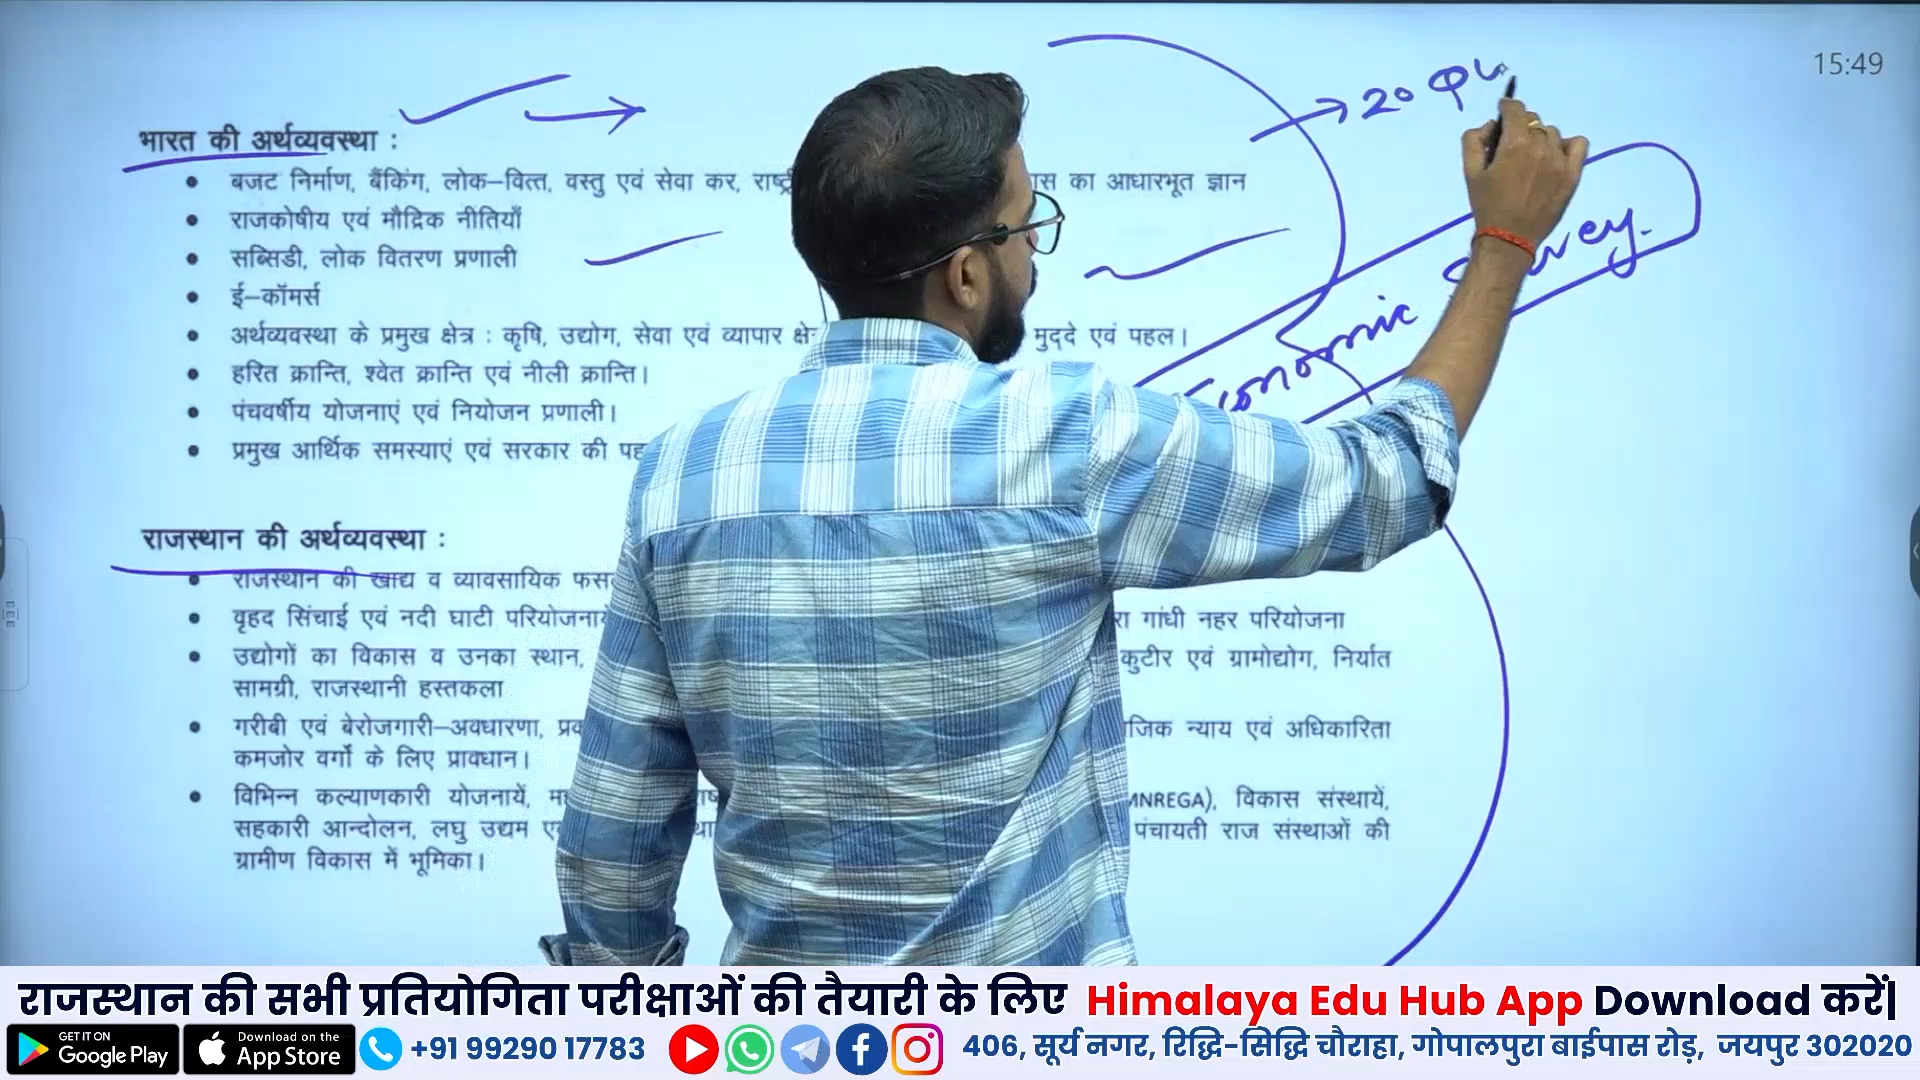 15:49
20 Qu
भारत की अर्थव्यवस्था :
• बजट निर्माण, बैंकिंग, लोक–वित्त, वस्तु एवं सेवा कर, का आधारभूत ज्ञान
• राजकोषीय एवं मौद्रिक नीतियाँ
• सब्सिडी, लोक वितरण प्रणाली
• ई–कॉमर्स
Economic Survey.
• अर्थव्यवस्था के प्रमुख क्षेत्र : कृषि, उद्योग, सेवा एवं व्यापार मुद्दे एवं पहल।
• हरित क्रान्ति, श्वेत क्रान्ति एवं नीली क्रान्ति।
• पंचवर्षीय योजनाएं एवं नियोजन प्रणाली।
• प्रमुख आर्थिक समस्याएं एवं सरकार की
राजस्थान की अर्थव्यवस्था :
• राजस्थान की खाद्य व व्यावसायिक
• वृहद सिंचाई एवं नदी घाटी गांधी नहर परियोजना
• उद्योगों का विकास व उनका स्थान, कुटीर एवं ग्रामोद्योग, निर्यात
सामग्री, राजस्थानी हस्तकला
• गरीबी एवं बेरोजगारी–अवधारणा, न्याय एवं अधिकारिता
कमजोर वर्गों के लिए प्रावधान।
• विभिन्न कल्याणकारी योजनायें, विकास संस्थायें,
सहकारी आन्दोलन, लघु उद्यम पंचायती राज संस्थाओं की
ग्रामीण विकास में भूमिका।
राजस्थान की सभी प्रतियोगिता परीक्षाओं की तैयारी के लिए Himalaya Edu Hub App Download करें|
GET IT ON Google Play Download on the App Store +91 99290 17783 406, सूर्य नगर, रिद्धि-सिद्धि चौराहा, गोपालपुरा बाईपास रोड़, जयपुर 302020